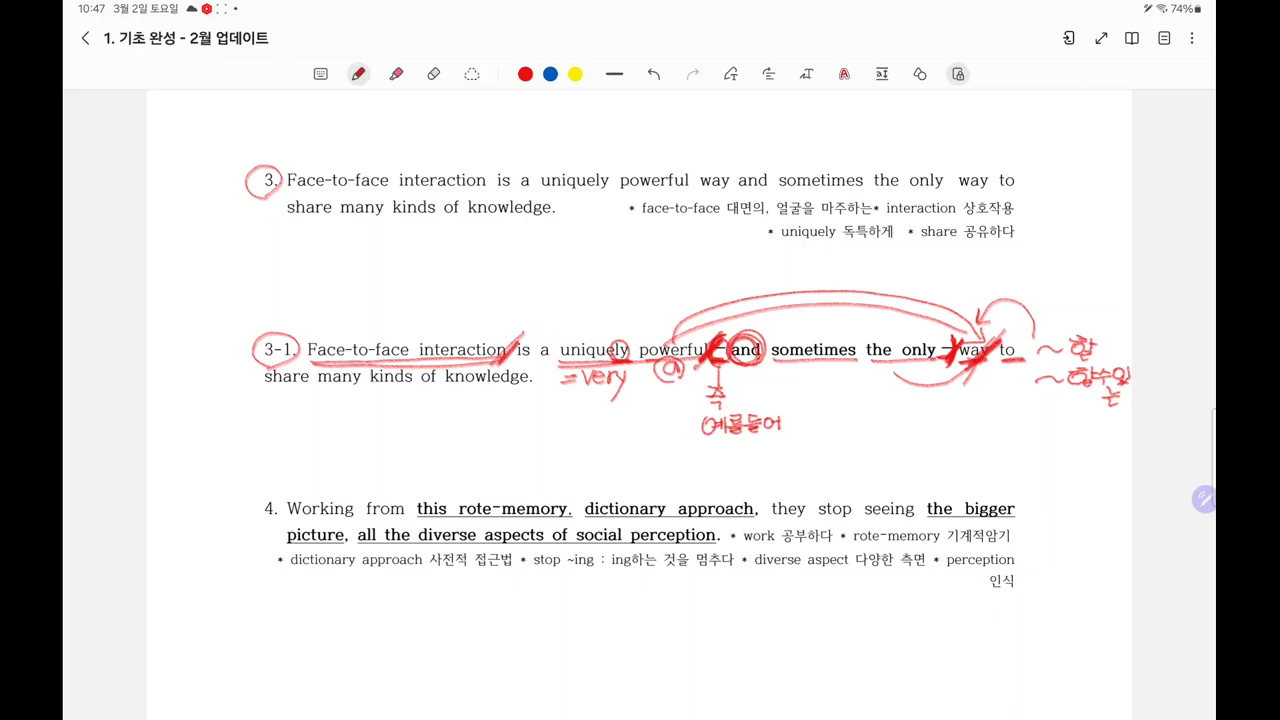 10:47 3월 2일 토요일
74%
1. 기초 완성 - 2월 업데이트
3. Face-to-face interaction is a uniquely powerful way and sometimes the only way to
share many kinds of knowledge. * face-to-face 대면의, 얼굴을 마주하는* interaction 상호작용
* uniquely 독특하게 * share 공유하다
3-1. Face-to-face interaction is a uniquely powerful - and sometimes the only - way to ~할
share many kinds of knowledge. =very ⓐ ~할수있
는
즉
예를들어
4. Working from this rote-memory, dictionary approach, they stop seeing the bigger
picture, all the diverse aspects of social perception. * work 공부하다 * rote-memory 기계적암기
* dictionary approach 사전적 접근법 * stop ~ing : ing하는 것을 멈추다 * diverse aspect 다양한 측면 * perception
인식